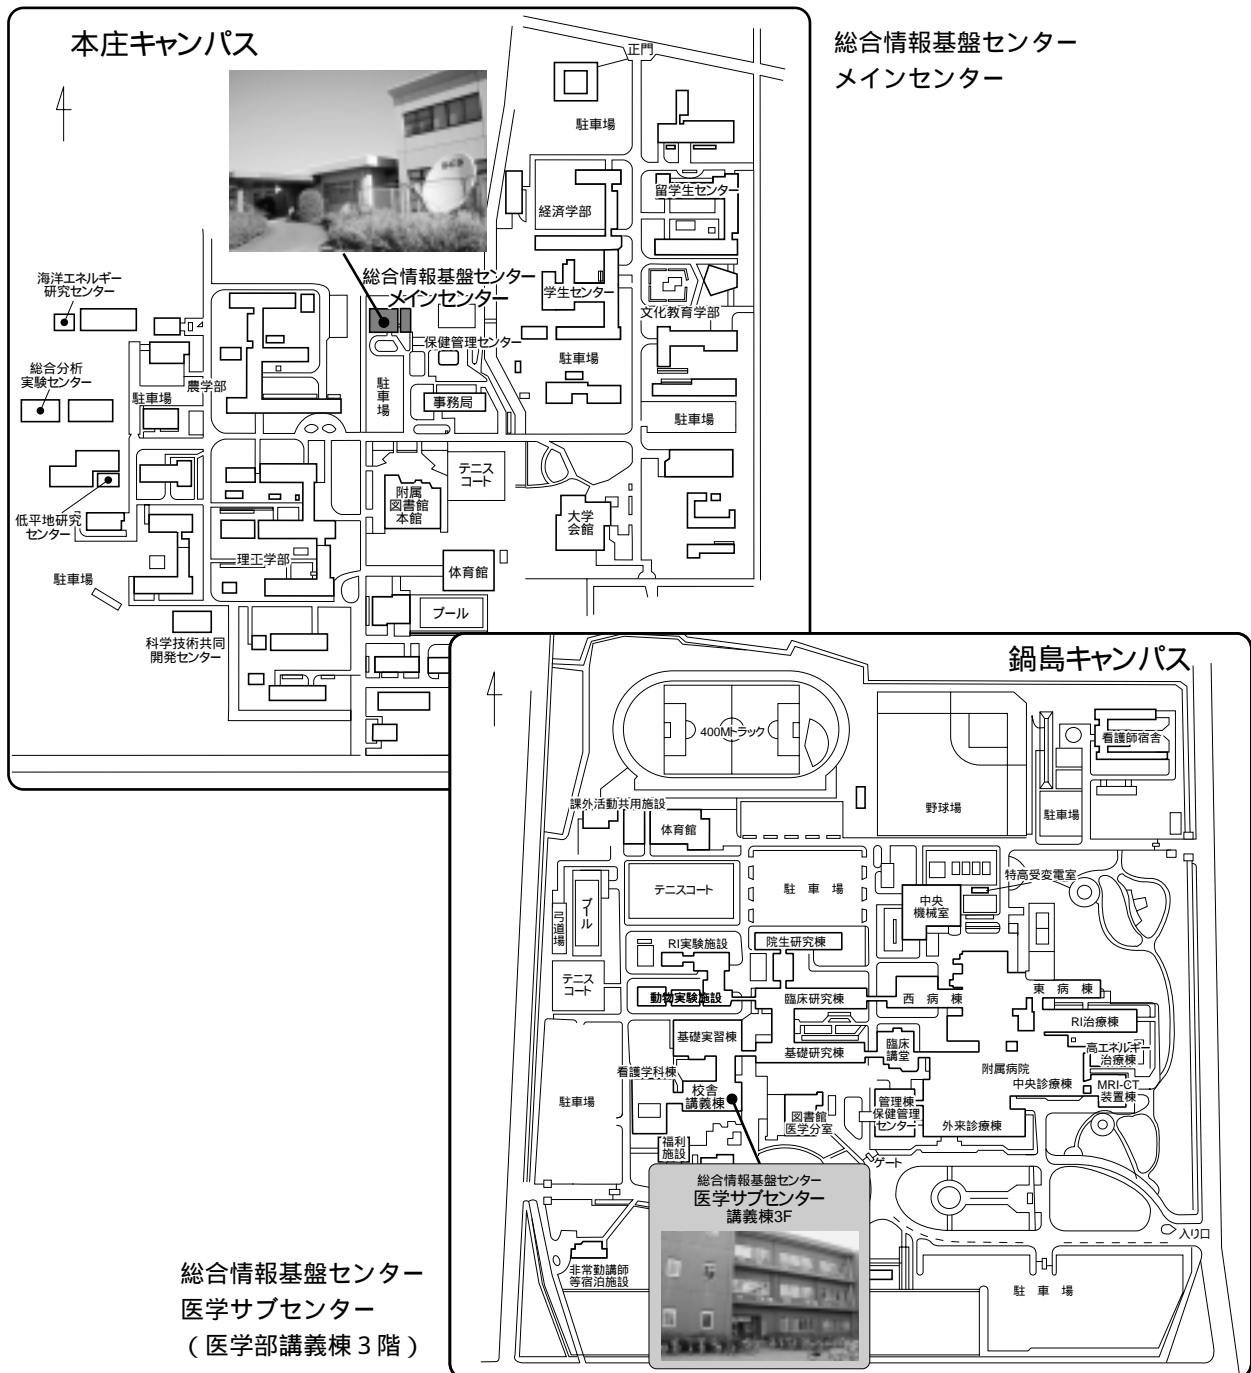 本庄キャンパス
総合情報基盤センター
メインセンター
正門
駐車場
経済学部
留学生センター
総合情報基盤センター
メインセンター
学生センター
文化教育学部
海洋エネルギー
研究センター
保健管理センター
駐車場
総合分析
実験センター
農学部
駐車場
駐車場
事務局
駐車場
テニス
コート
附属
図書館
本館
大学
会館
低平地研究
センター
理工学部
体育館
駐車場
プール
科学技術共同
開発センター
鍋島キャンパス
400Mトラック
看護師宿舎
課外活動共用施設
体育館
野球場
駐車場
テニスコート
駐車場
特高受変電室
中央
機械室
プール
弓道場
RI実験施設
院生研究棟
テニス
コート
動物実験施設
臨床研究棟
西病棟
東病棟
RI治療棟
基礎実習棟
基礎研究棟
臨床
講堂
高エネルギー
治療棟
附属病院
看護学科棟
中央診療棟
MRI-CT
装置棟
校舎
講義棟
駐車場
図書館
医学分室
管理棟
保健管理
センター
外来診療棟
福利
施設
ゲート
総合情報基盤センター
医学サブセンター
講義棟3F
入り口
非常勤講師
等宿泊施設
駐車場
総合情報基盤センター
医学サブセンター
（医学部講義棟３階）